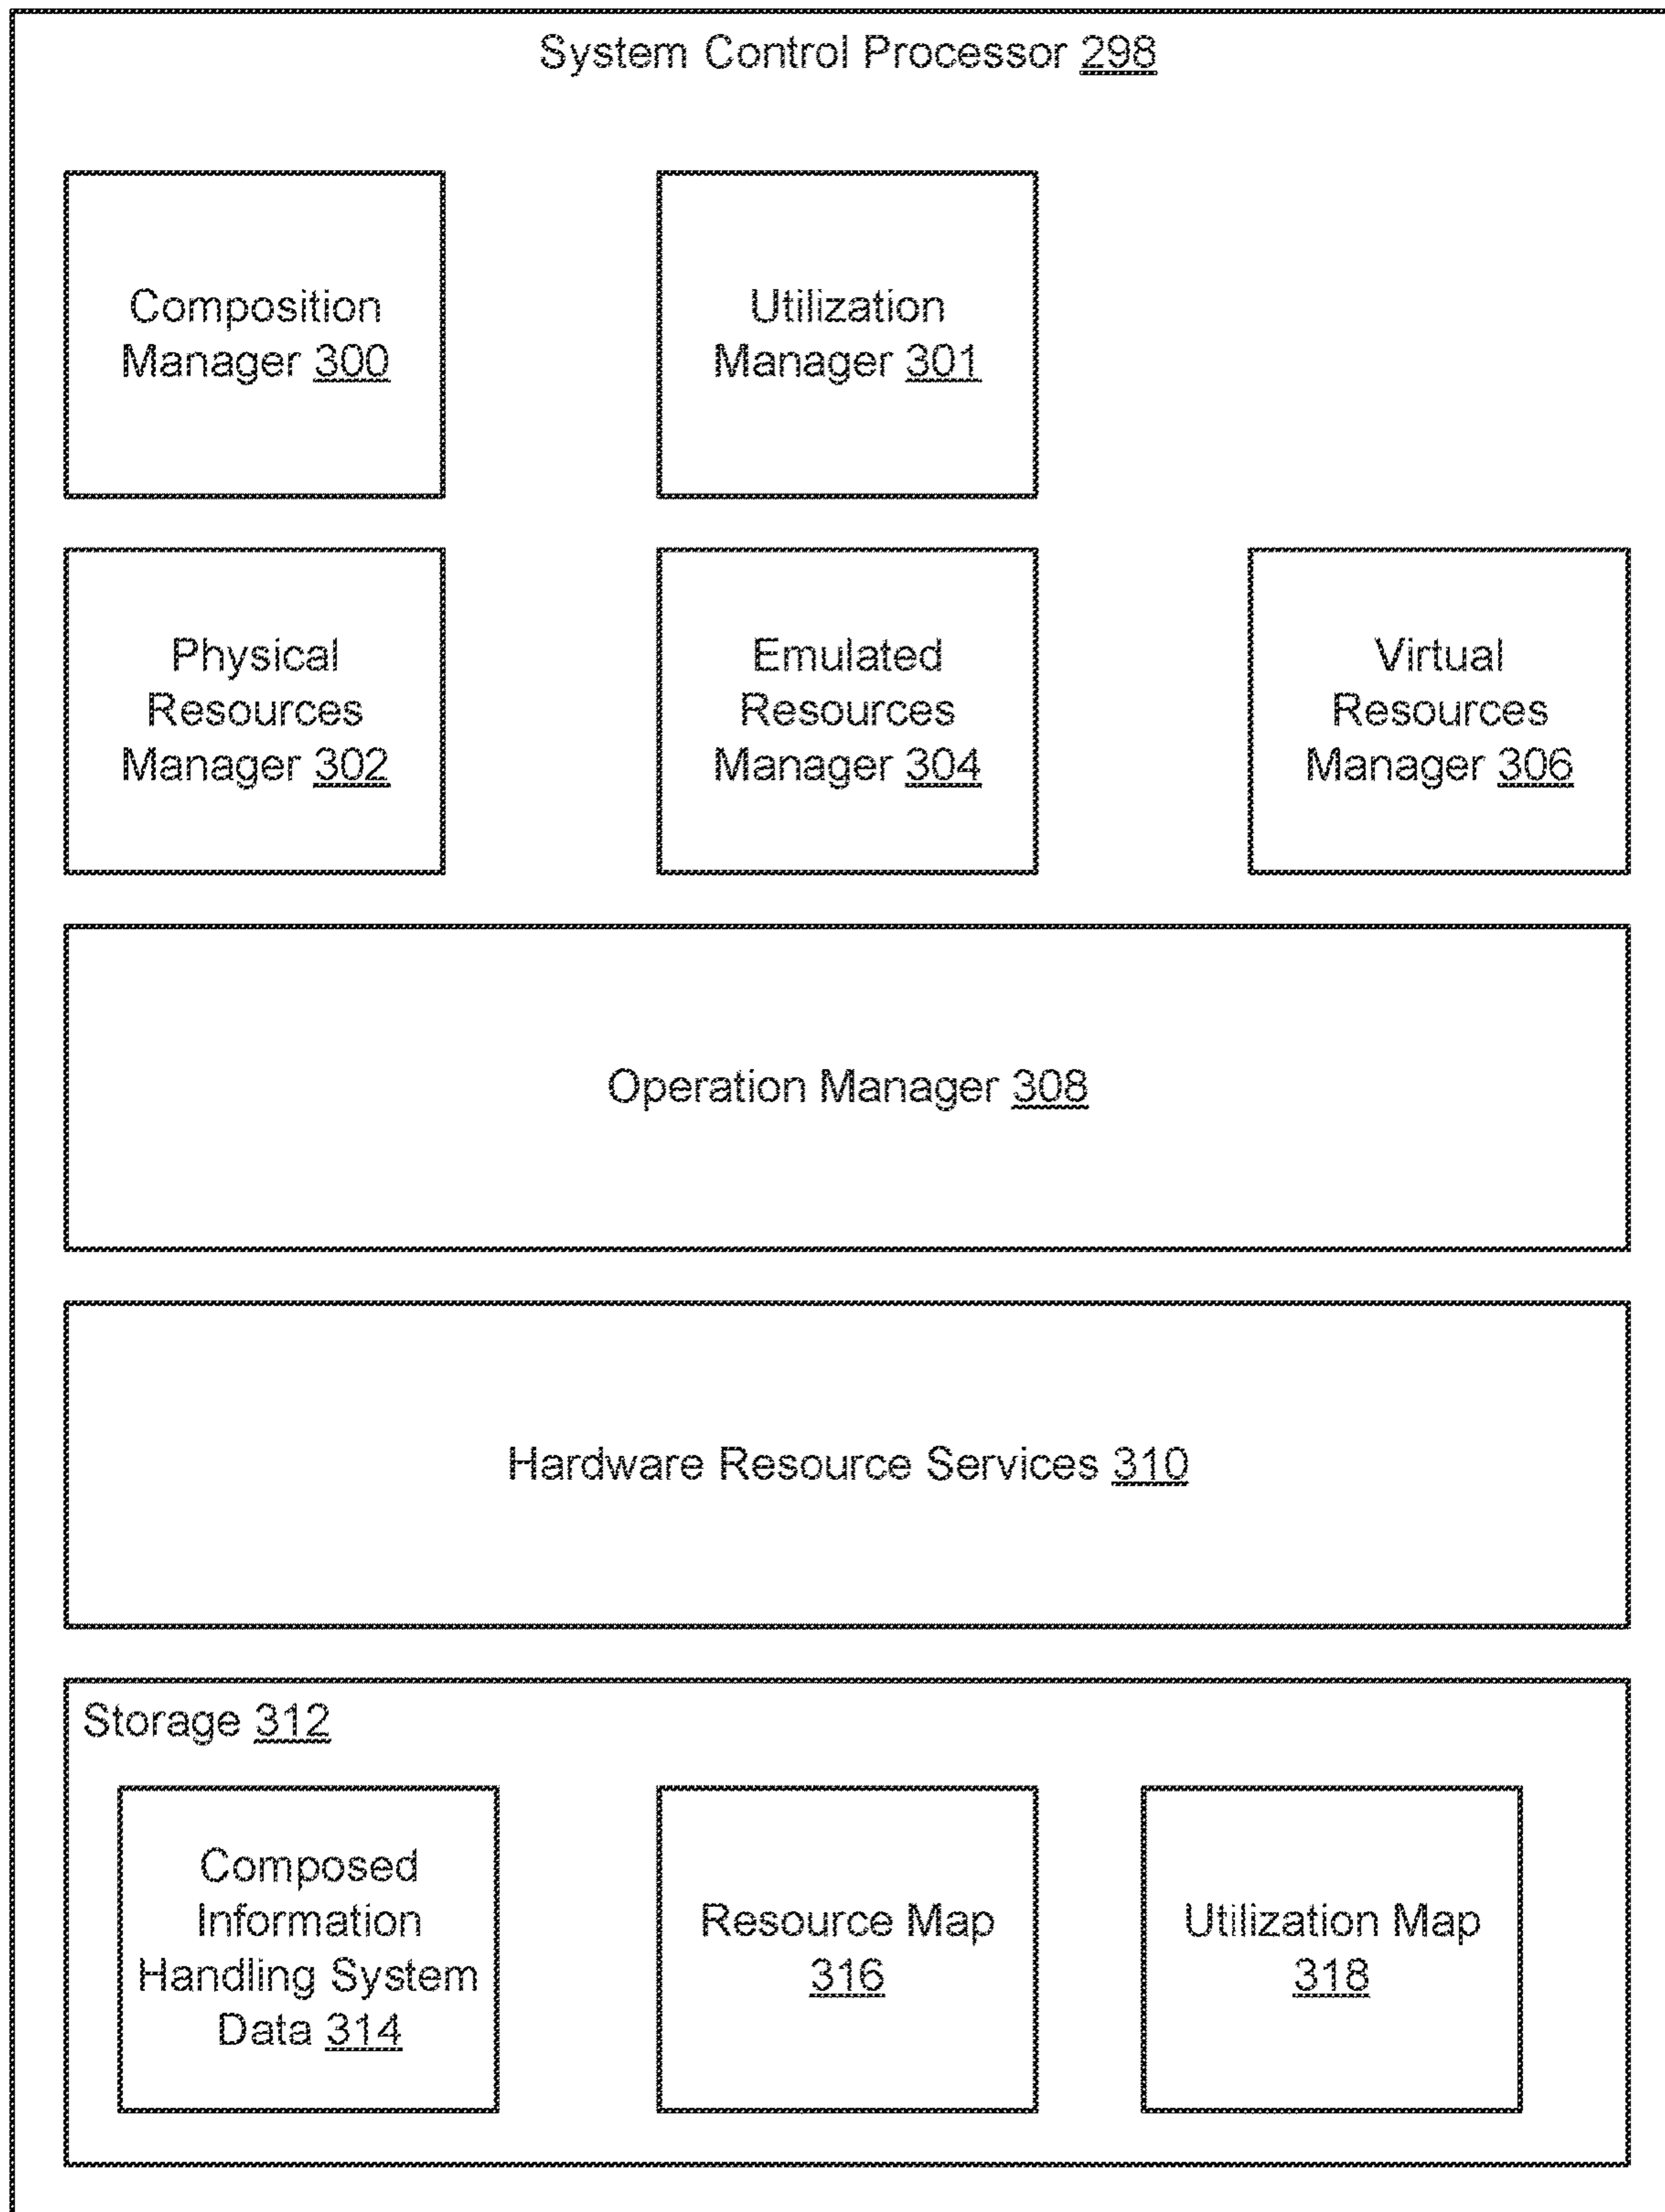 System Control Processor 298
Composition
Manager 300
Utilization
Manager 301
Physical
Resources
Manager 302
Emulated
Resources
Manager 304
Virtual
Resources
Manager 306
Operation Manager 308
Hardware Resource Services 310
Storage 312
Composed
Information
Handling System
Data 314
Resource Map
316
Utilization Map
318